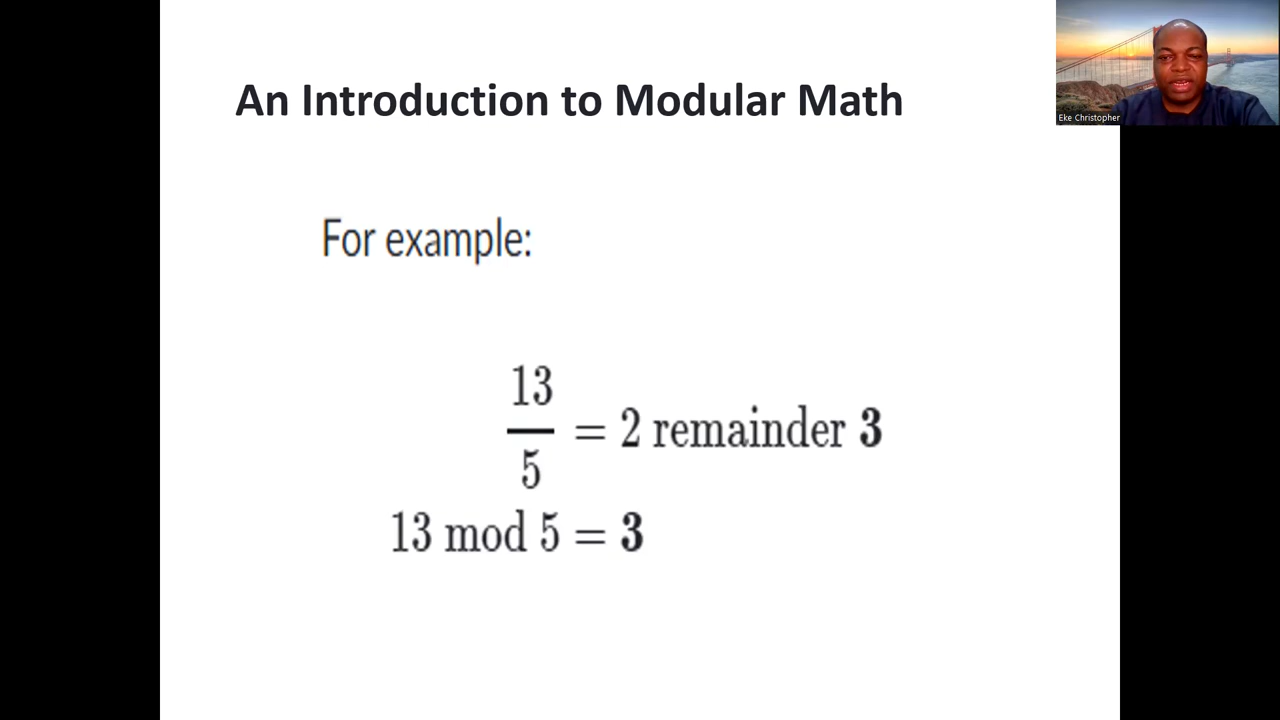 An Introduction to Modular Math
Eke Christopher
For example:
13
5
= 2 remainder 3
13 mod 5 = 3